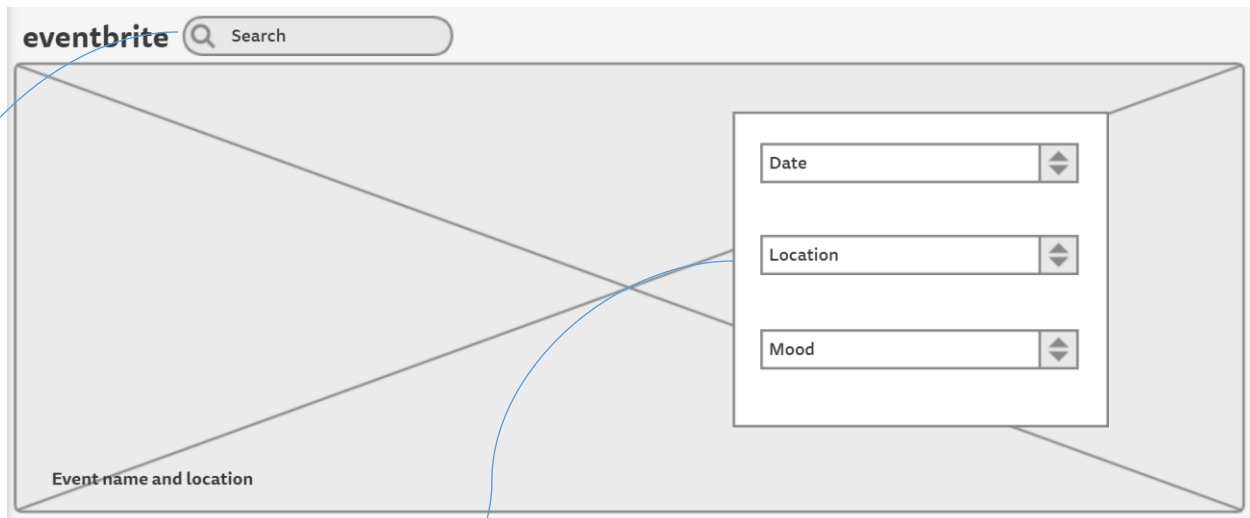 eventbrite
Search
Date
Location
Mood
Event name and location